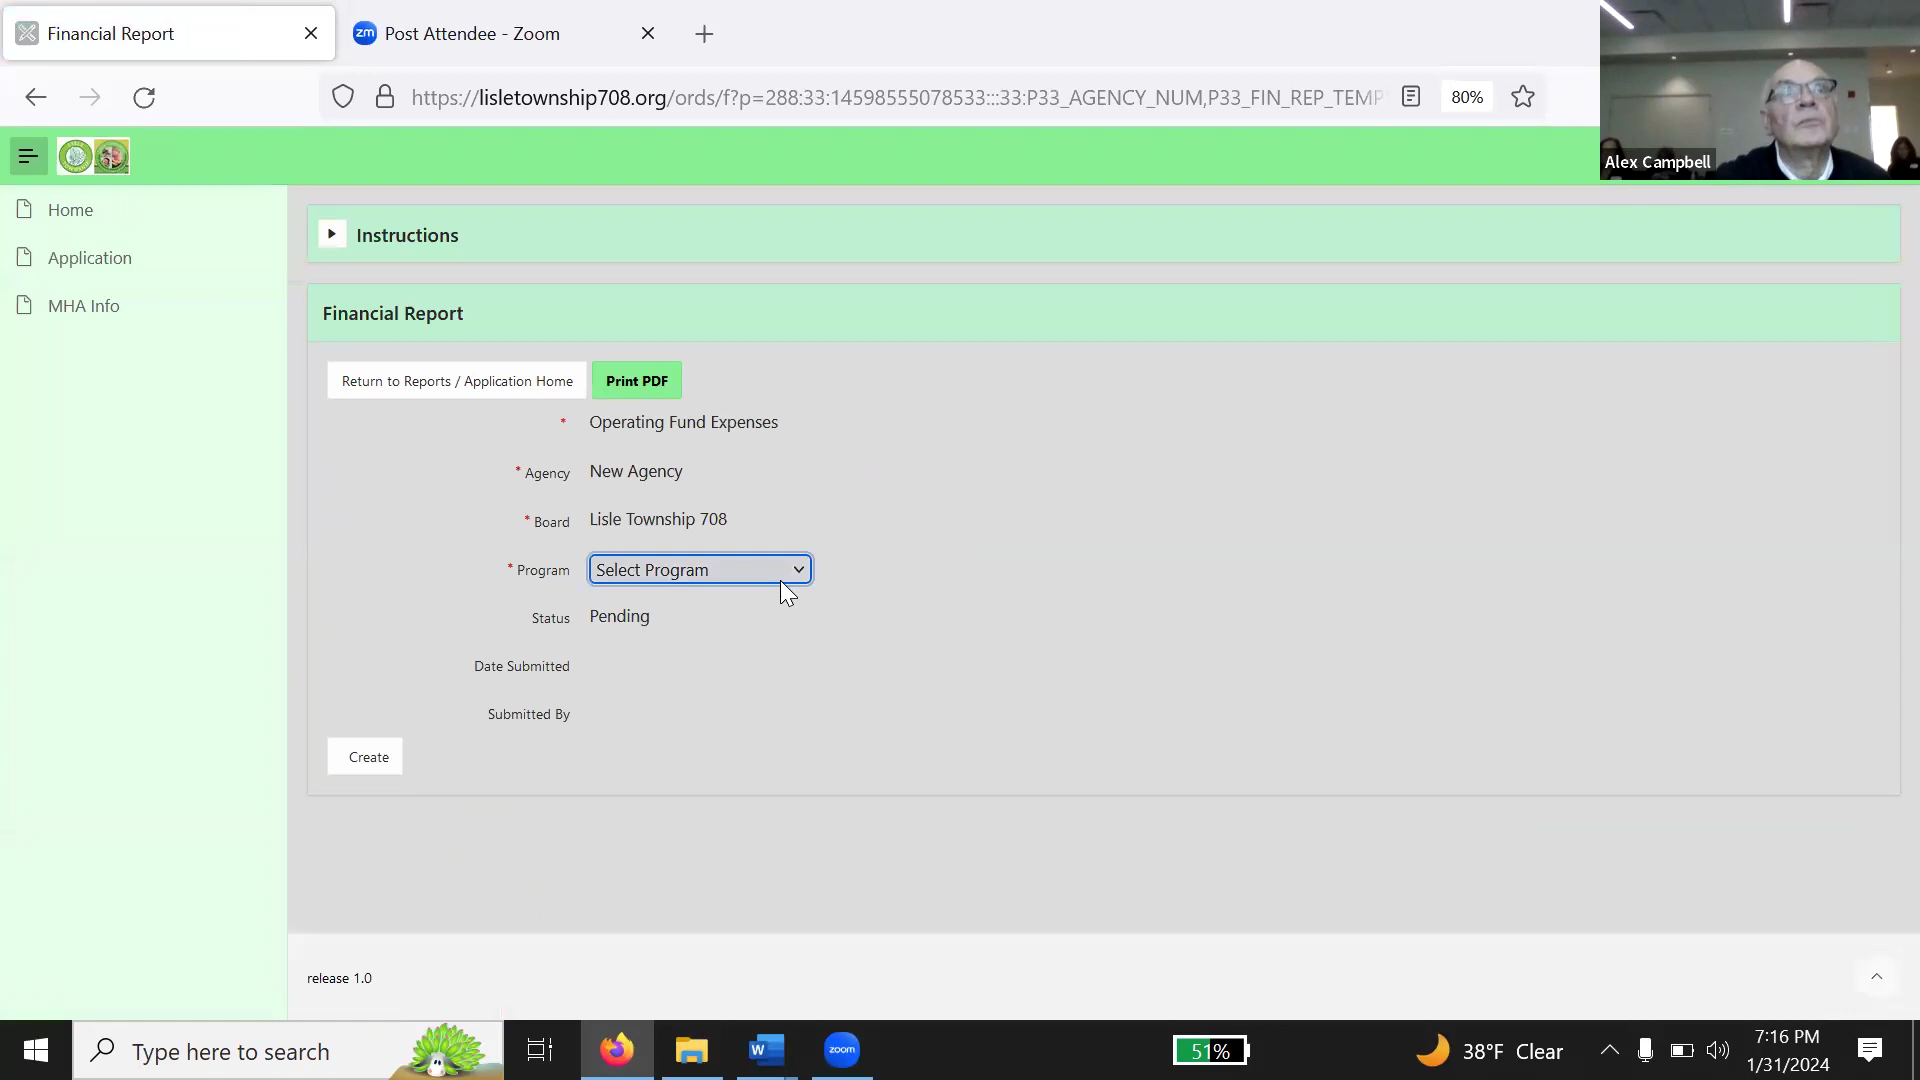 Financial Report
zm Post Attendee - Zoom
https://lisletownship708.org/ords/f?p=288:33:14598555078533:::33:P33_AGENCY_NUM,P33_FIN_REP_TEMP
80%
Alex Campbell
Home
Application
MHA Info
Instructions
Financial Report
Return to Reports / Application Home
Print PDF
* Operating Fund Expenses
* Agency New Agency
* Board Lisle Township 708
* Program Select Program
Status Pending
Date Submitted
Submitted By
Create
release 1.0
Type here to search
W
zoom
51%
38°F Clear
7:16 PM
1/31/2024